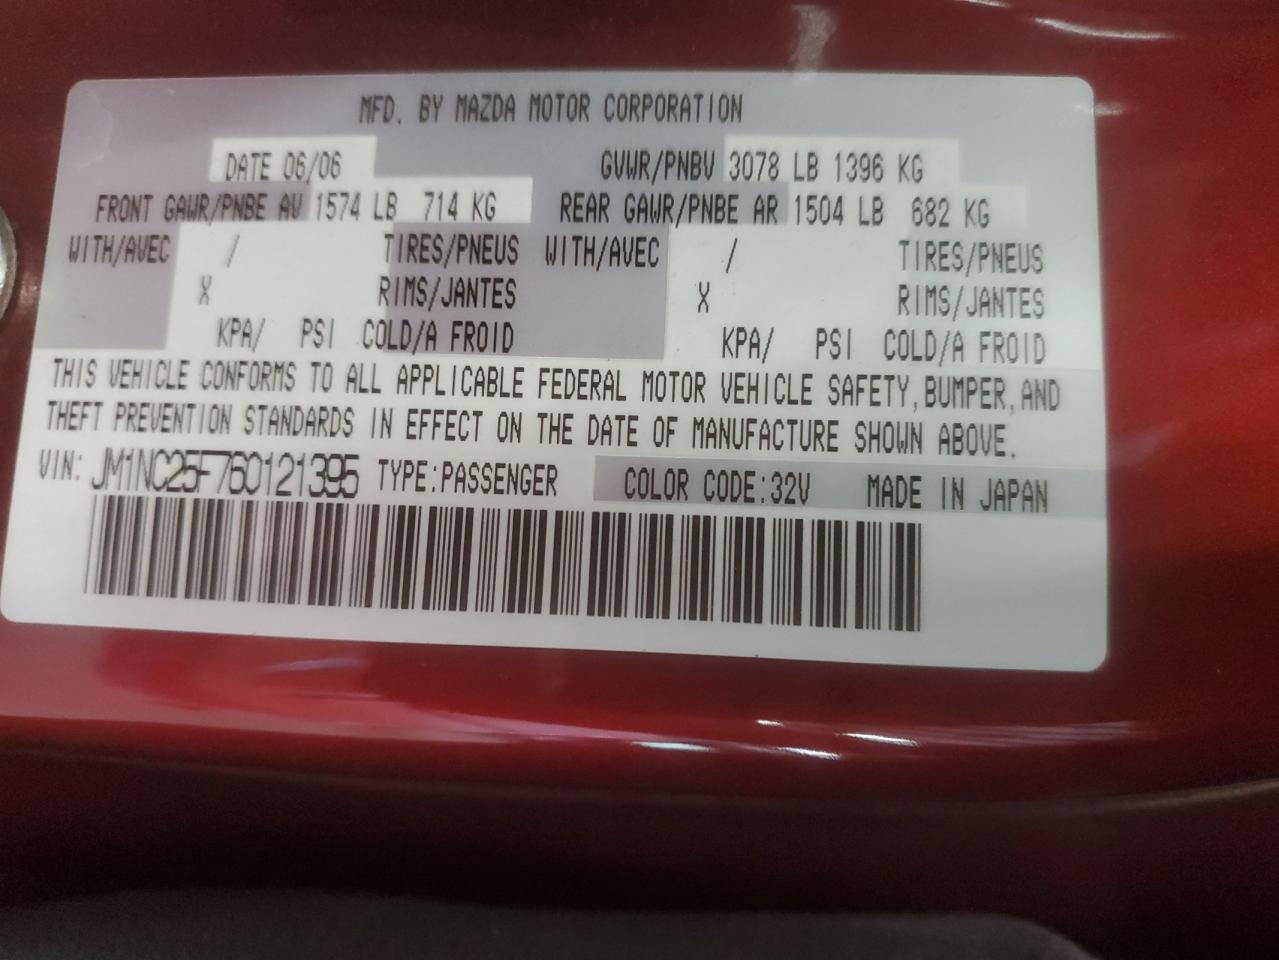 MFD. BY MAZDA MOTOR CORPORATION
DATE 06/06 GVWR/PNBV 3078 LB 1396 KG
FRONT GAWR/PNBE AV 1574 LB 714 KG REAR GAWR/PNBE AR 1504 LB 682 KG
WITH/AVEC / TIRES/PNEUS WITH/AVEC / TIRES/PNEUS
X RIMS/JANTES X RIMS/JANTES
KPA/ PSI COLD/A FROID KPA/ PSI COLD/A FROID
THIS VEHICLE CONFORMS TO ALL APPLICABLE FEDERAL MOTOR VEHICLE SAFETY, BUMPER, AND
THEFT PREVENTION STANDARDS IN EFFECT ON THE DATE OF MANUFACTURE SHOWN ABOVE.
VIN: JM1NC25F760121395 TYPE:PASSENGER COLOR CODE:32V MADE IN JAPAN